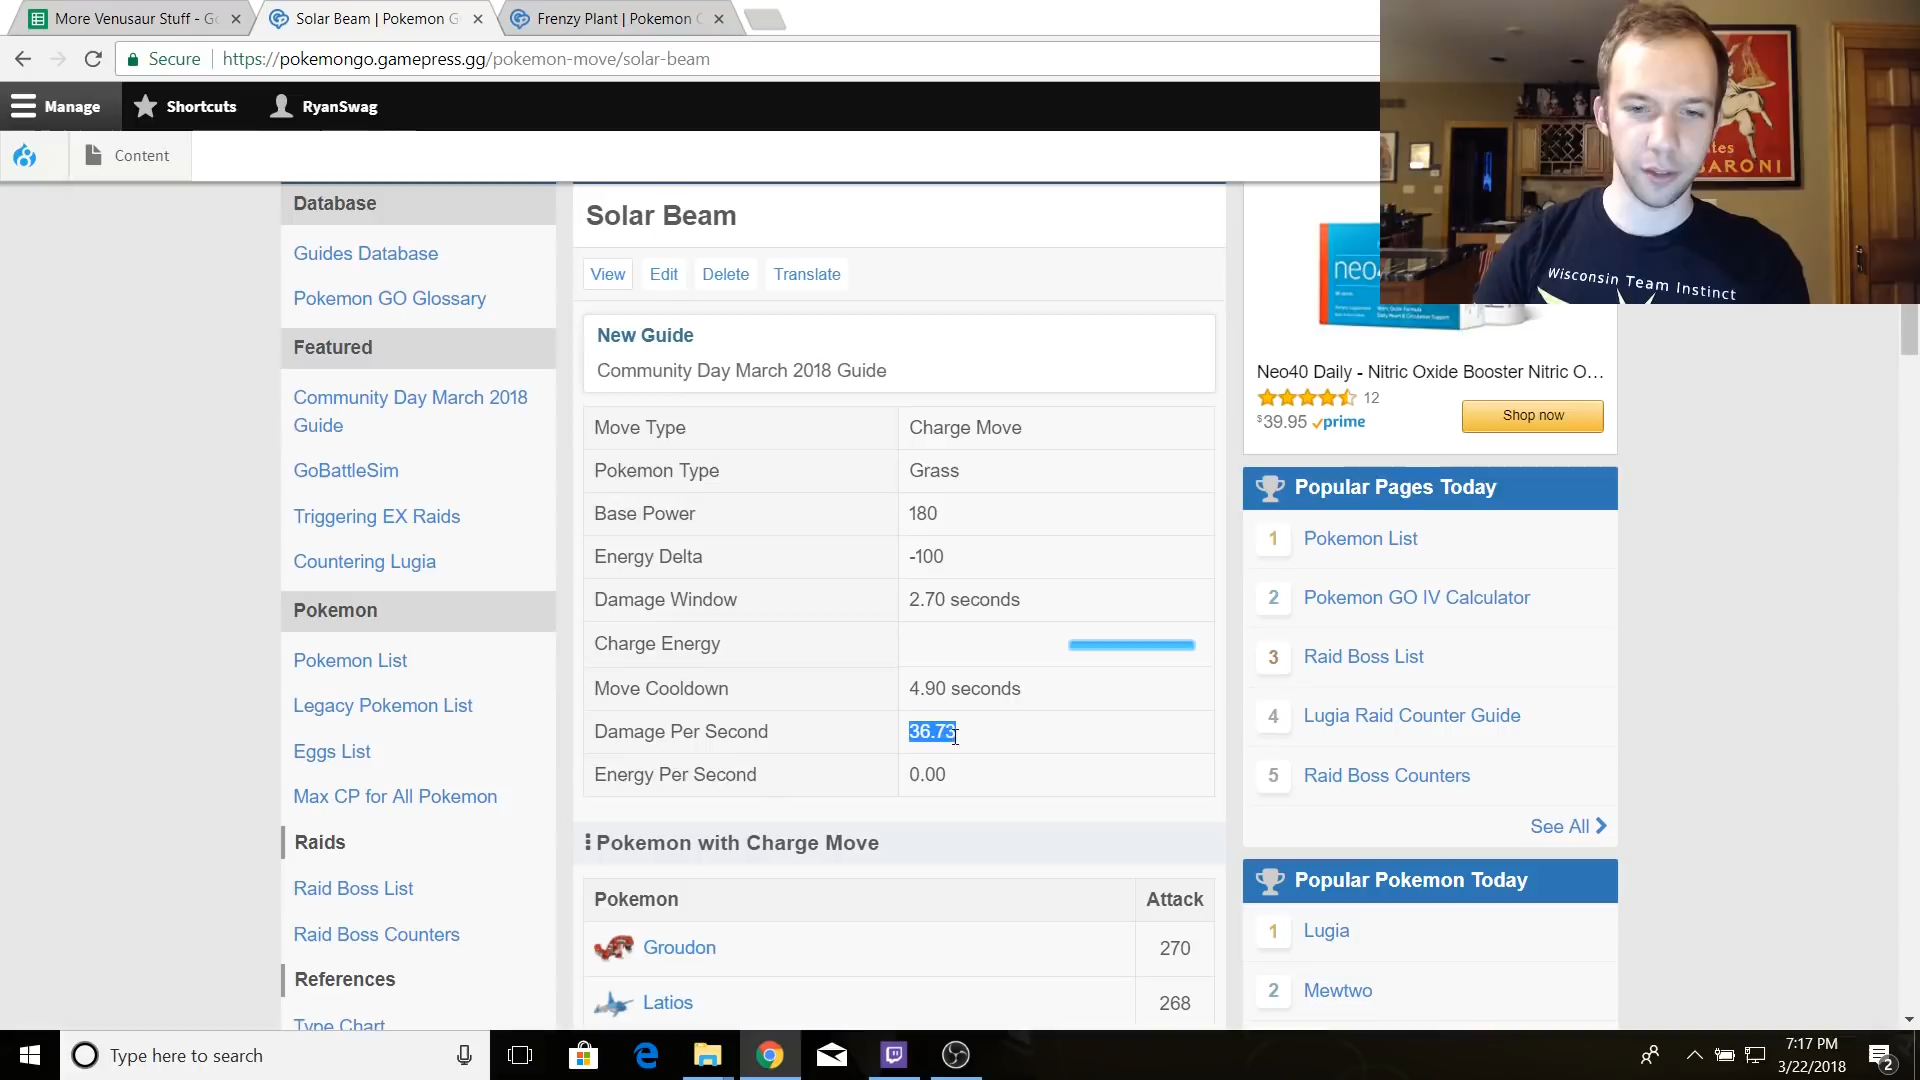 More Venusaur Stuff - G
Solar Beam | Pokemon G
Frenzy Plant | Pokemon
Secure
https://pokemongo.gamepress.gg/pokemon-move/solar-beam
Manage
Shortcuts
RyanSwag
Content
Database
Guides Database
Pokemon GO Glossary
Featured
Community Day March 2018
Guide
GoBattleSim
Triggering EX Raids
Countering Lugia
Pokemon
Pokemon List
Legacy Pokemon List
Eggs List
Max CP for All Pokemon
Raids
Raid Boss List
Raid Boss Counters
References
Type Chart
Solar Beam
View Edit Delete Translate
New Guide
Community Day March 2018 Guide
Move Type Charge Move
Pokemon Type Grass
Base Power 180
Energy Delta -100
Damage Window 2.70 seconds
Charge Energy
Move Cooldown 4.90 seconds
Damage Per Second 36.73
Energy Per Second 0.00
Pokemon with Charge Move
Pokemon Attack
Groudon 270
Latios 268
ARONI
Wisconsin Team Instinct
neo
Neo40 Daily - Nitric Oxide Booster Nitric O...
12
$39.95 prime
Shop now
Popular Pages Today
1 Pokemon List
2 Pokemon GO IV Calculator
3 Raid Boss List
4 Lugia Raid Counter Guide
5 Raid Boss Counters
See All
Popular Pokemon Today
1 Lugia
2 Mewtwo
Type here to search
7:17 PM
3/22/2018
2